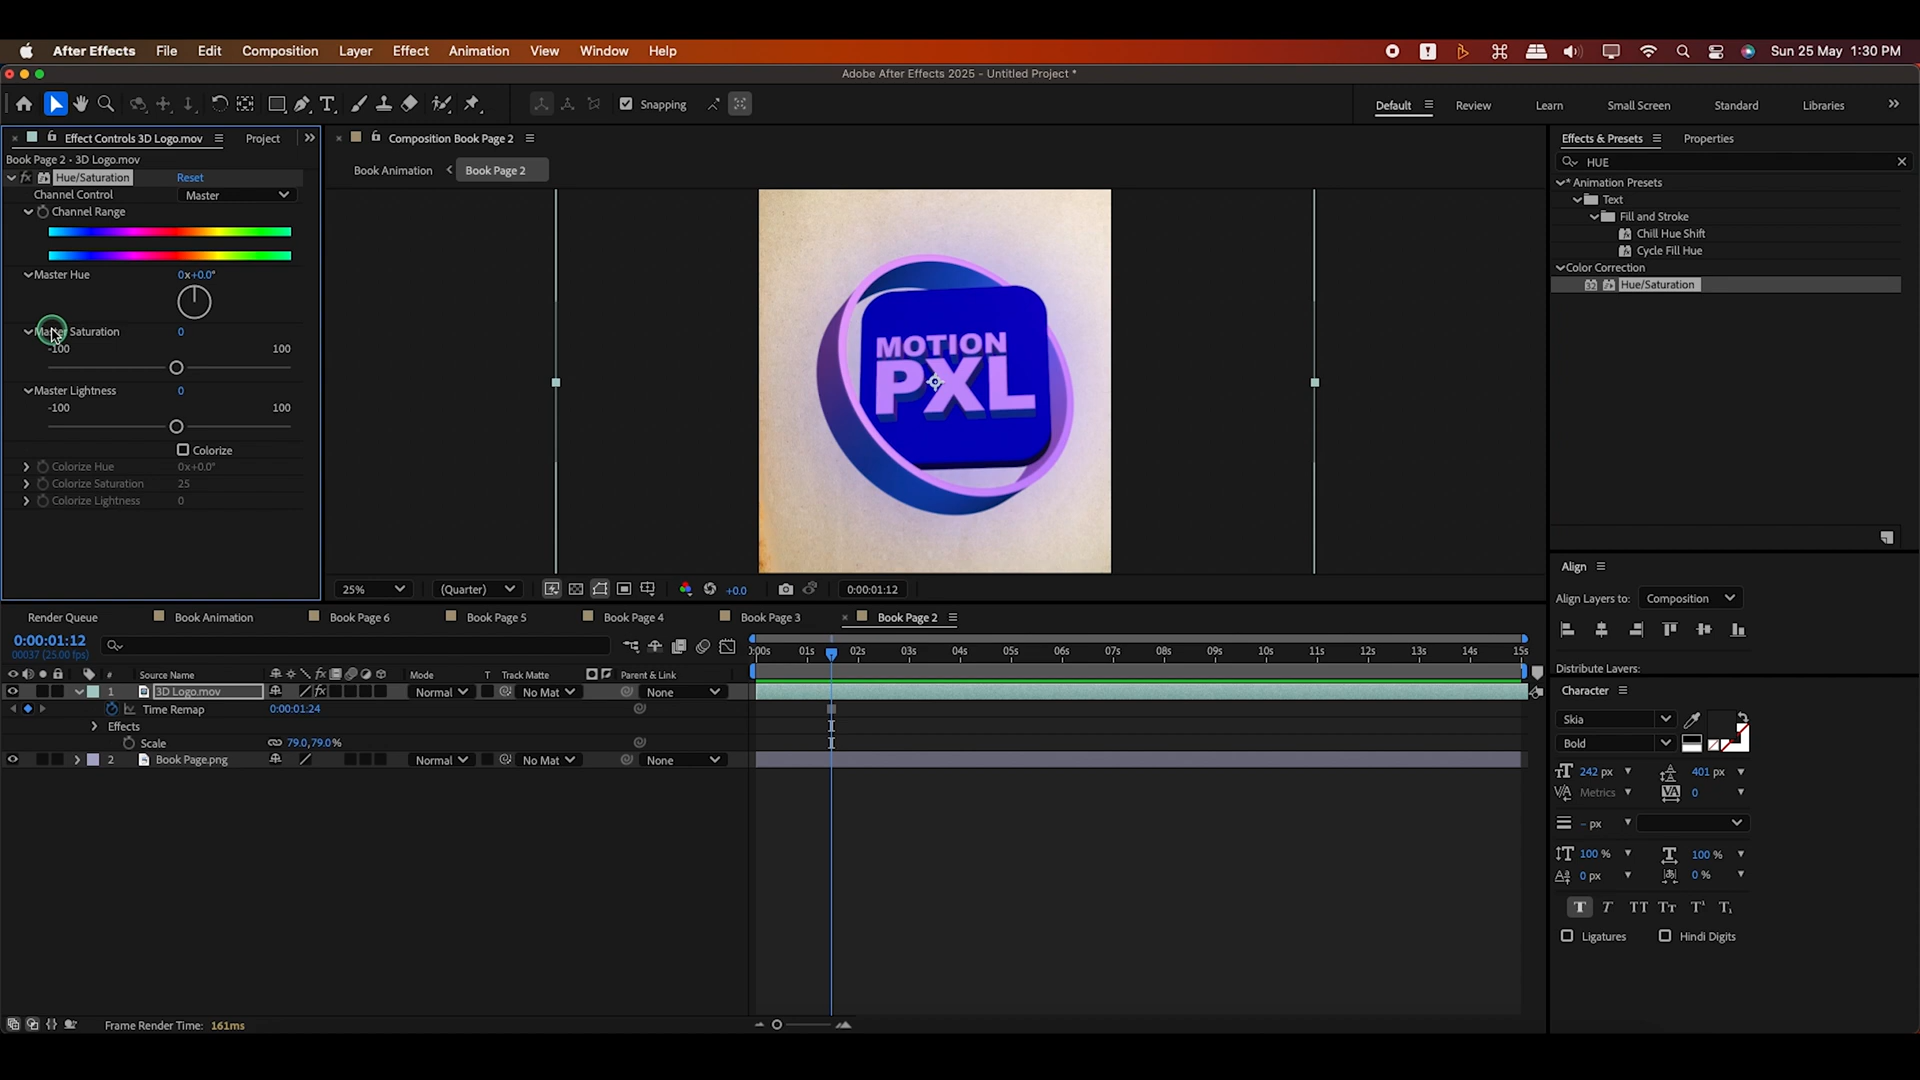 After Effects File Edit Composition Layer Effect Animation View Window Help Sun 25 May 1:30 PM
Adobe After Effects 2025 - Untitled Project *
Snapping Default Review Learn Small Screen Standard Libraries
Effect Controls 3D Logo.mov Project Composition Book Page 2 Effects & Presets Properties
Book Page 2 • 3D Logo.mov
HUE
Book Animation Book Page 2
Hue/Saturation Reset
Channel Control Master
Channel Range
Master Hue 0x+0.0°
Master Saturation 0
-100 100
Master Lightness 0
-100 100
Colorize
Colorize Hue 0x+0.0°
Colorize Saturation 25
Colorize Lightness 0
MOTION
PXL
* Animation Presets
Text
Fill and Stroke
Chill Hue Shift
Cycle Fill Hue
Color Correction
32 Hue/Saturation
25% (Quarter) +0.0 0:00:01:12
Render Queue Book Animation Book Page 6 Book Page 5 Book Page 4 Book Page 3 Book Page 2
0:00:01:12
00037 (25.00 fps)
:00s 01s 02s 03s 04s 05s 06s 07s 08s 09s 10s 11s 12s 13s 14s 15s
# Source Name Mode T Track Matte Parent & Link
1 3D Logo.mov Normal No Mat None
Time Remap 0:00:01:24
Effects
Scale 79.0,79.0%
2 Book Page.png Normal No Mat None
Frame Render Time: 161ms
Align
Align Layers to: Composition
Distribute Layers:
Character
Skia
Bold
242 px 401 px
Metrics 0
- px
100 % 100 %
0 px 0 %
T T TT Tt T¹ T₁
Ligatures Hindi Digits